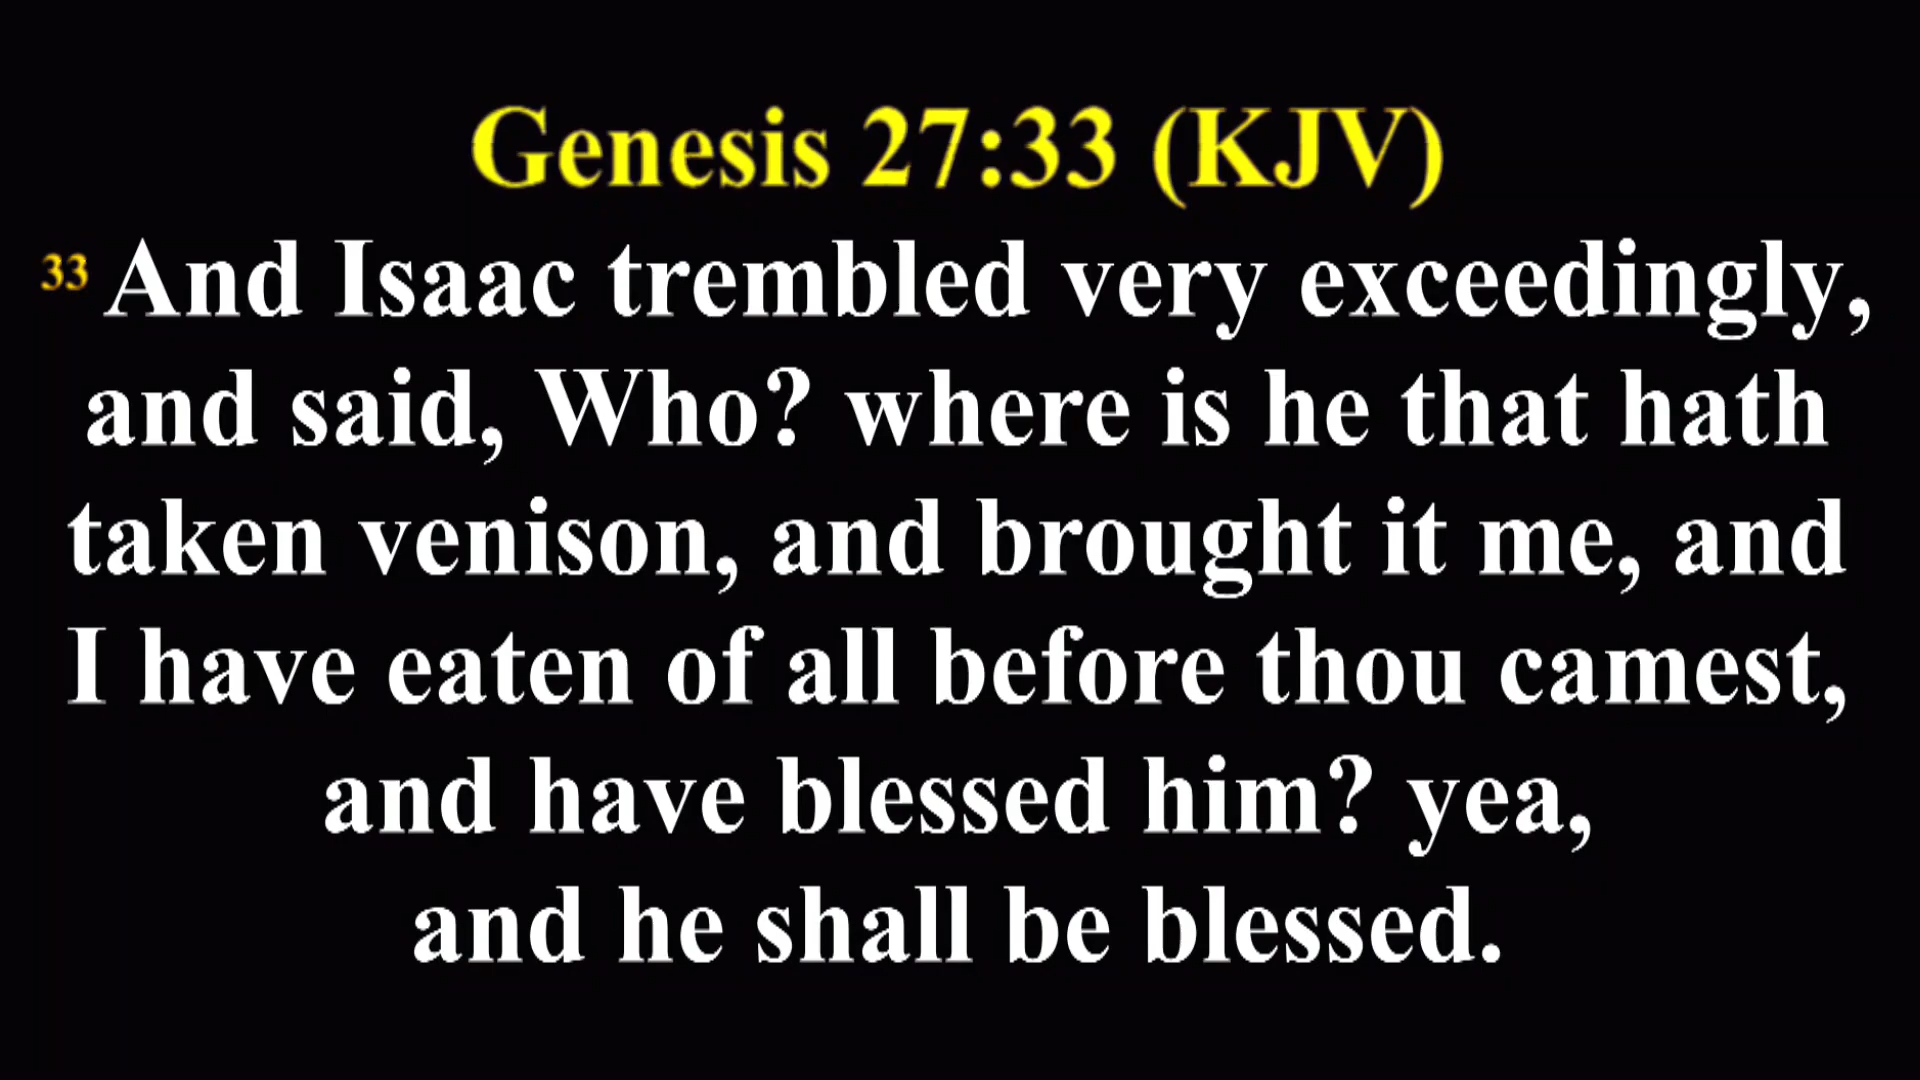 Genesis 27:33 (KJV)
33 And Isaac trembled very exceedingly,
and said, Who? where is he that hath
taken venison, and brought it me, and
I have eaten of all before thou camest,
and have blessed him? yea,
and he shall be blessed.